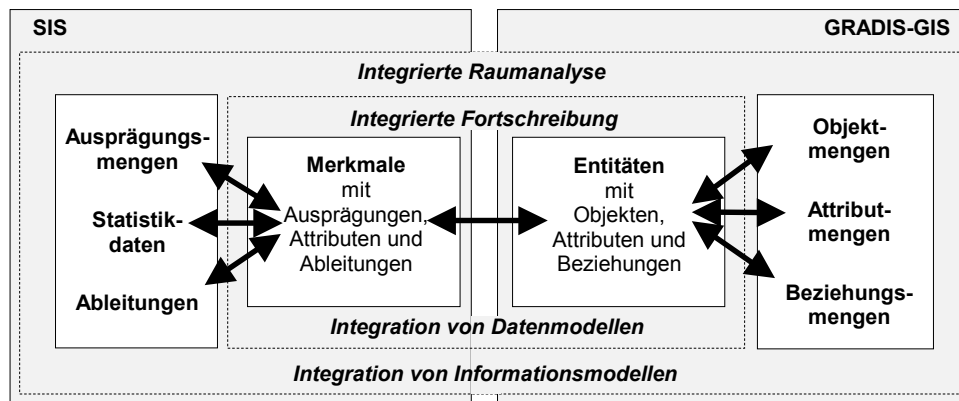 SIS
GRADIS-GIS
Integrierte Raumanalyse
Integrierte Fortschreibung
Ausprägungs-
mengen
Statistik-
daten
Ableitungen
Merkmale
mit
Ausprägungen,
Attributen und
Ableitungen
Entitäten
mit
Objekten,
Attributen und
Beziehungen
Objekt-
mengen
Attribut-
mengen
Beziehungs-
mengen
Integration von Datenmodellen
Integration von Informationsmodellen